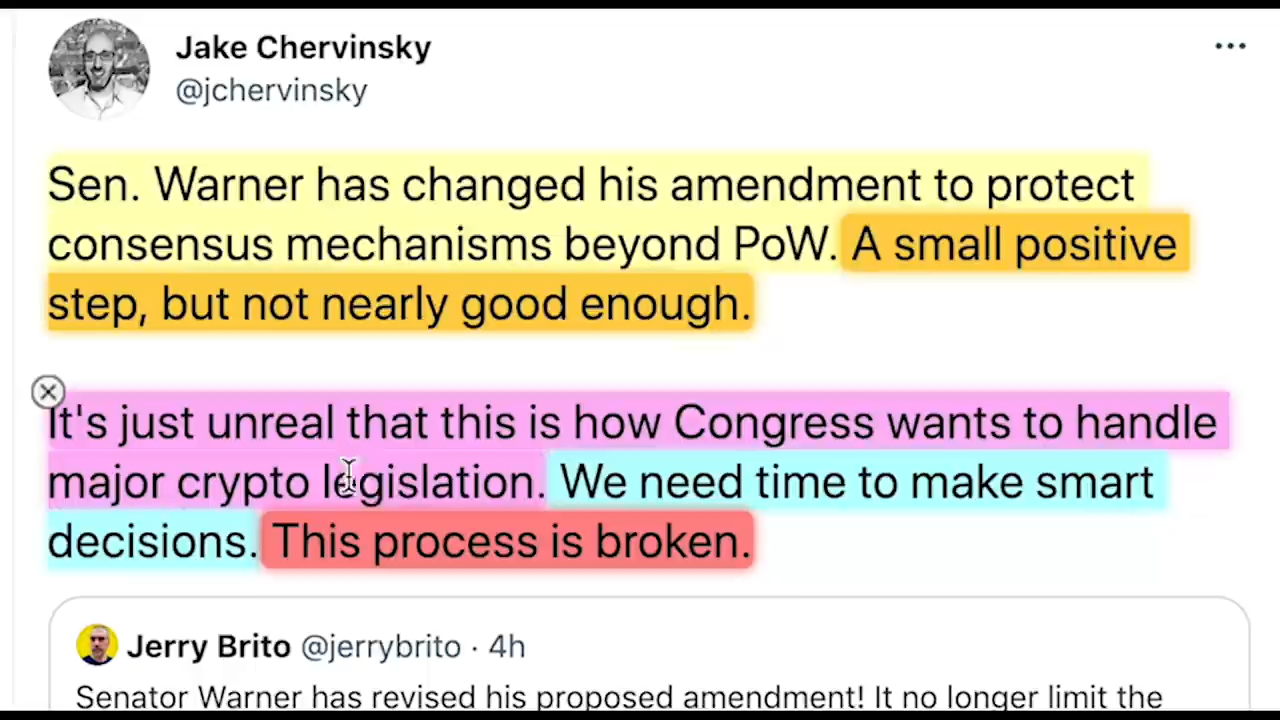 Jake Chervinsky
@jchervinsky
Sen. Warner has changed his amendment to protect
consensus mechanisms beyond PoW. A small positive
step, but not nearly good enough.
It's just unreal that this is how Congress wants to handle
major crypto legislation. We need time to make smart
decisions. This process is broken.
Jerry Brito @jerrybrito · 4h
Senator Warner has revised his proposed amendment! It no longer limit the